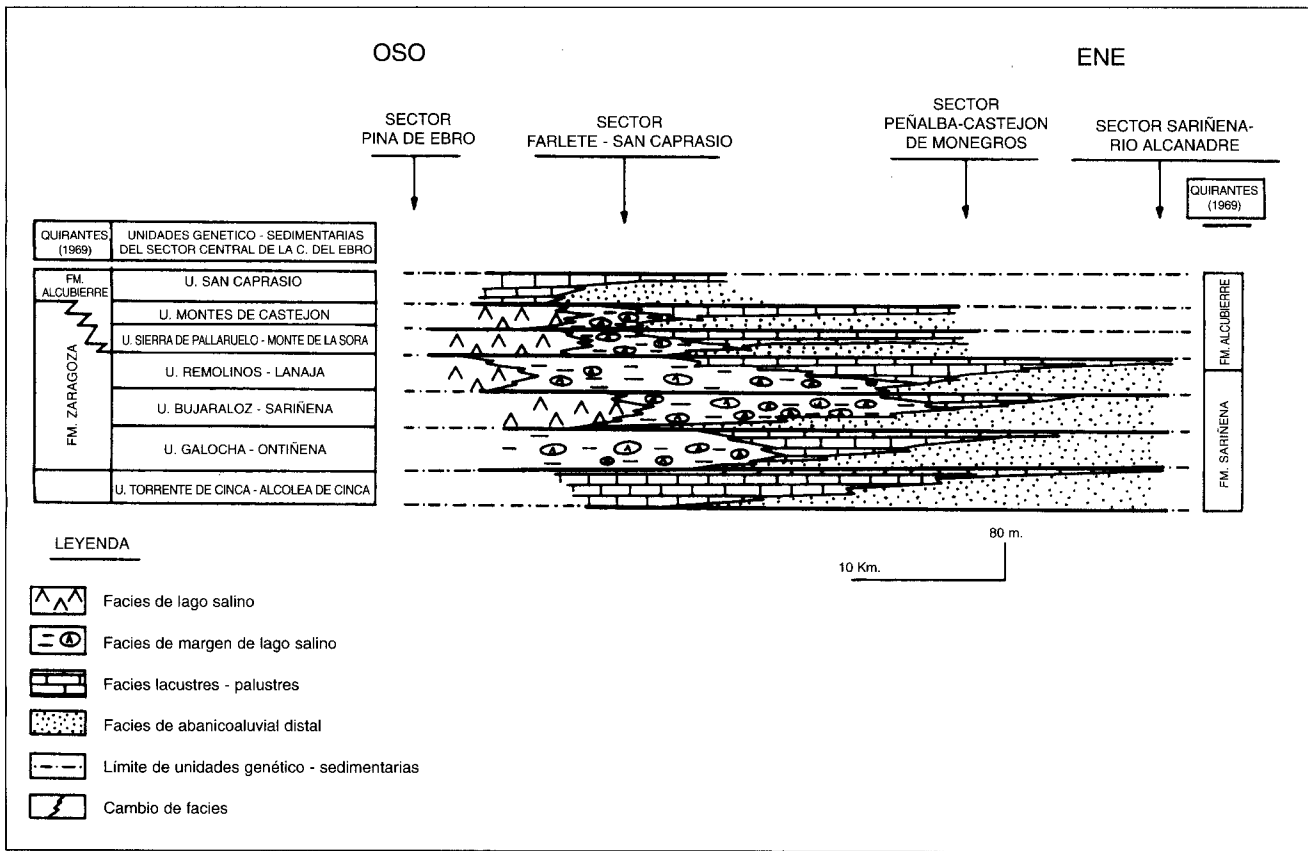 OSO
ENE
SECTOR
PINA DE EBRO
SECTOR
FARLETE - SAN CAPRASIO
SECTOR
PEÑALBA-CASTEJON
DE MONEGROS
SECTOR SARIÑENA-
RIO ALCANADRE
QUIRANTES
(1969)
QUIRANTES
(1969)
UNIDADES GENETICO - SEDIMENTARIAS
DEL SECTOR CENTRAL DE LA C. DEL EBRO
FM.
ALCUBIERRE
U. SAN CAPRASIO
U. MONTES DE CASTEJON
U. SIERRA DE PALLARUELO - MONTE DE LA SORA
FM. ZARAGOZA
U. REMOLINOS - LANAJA
U. BUJARALOZ - SARIÑENA
U. GALOCHA - ONTIÑENA
U. TORRENTE DE CINCA - ALCOLEA DE CINCA
FM. ALCUBIERRE
FM. SARIÑENA
80 m.
10 Km.
LEYENDA
Facies de lago salino
A
Facies de margen de lago salino
Facies lacustres - palustres
Facies de abanicoaluvial distal
Límite de unidades genético - sedimentarias
Cambio de facies